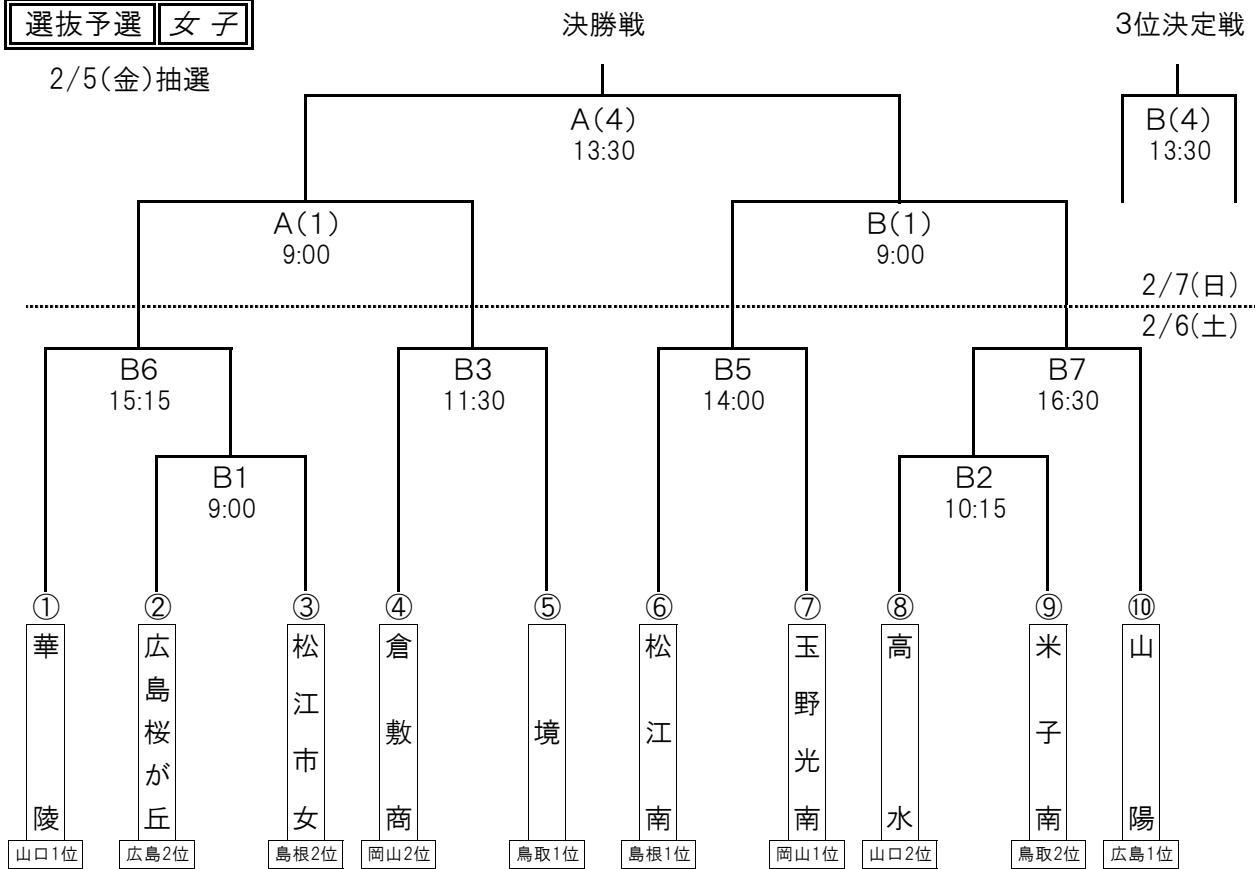 選抜予選 女子
決勝戦
3位決定戦
2/5(金)抽選
A(4)
13:30
B(4)
13:30
A(1)
9:00
B(1)
9:00
2/7(日)
2/6(土)
B6
15:15
B3
11:30
B5
14:00
B7
16:30
B1
9:00
B2
10:15
① ② ③ ④ ⑤ ⑥ ⑦ ⑧ ⑨ ⑩
華陵
広島桜が丘
松江市女
倉敷商
境
松江南
玉野光南
高水
米子南
山陽
山口1位 広島2位 島根2位 岡山2位 鳥取1位 島根1位 岡山1位 山口2位 鳥取2位 広島1位